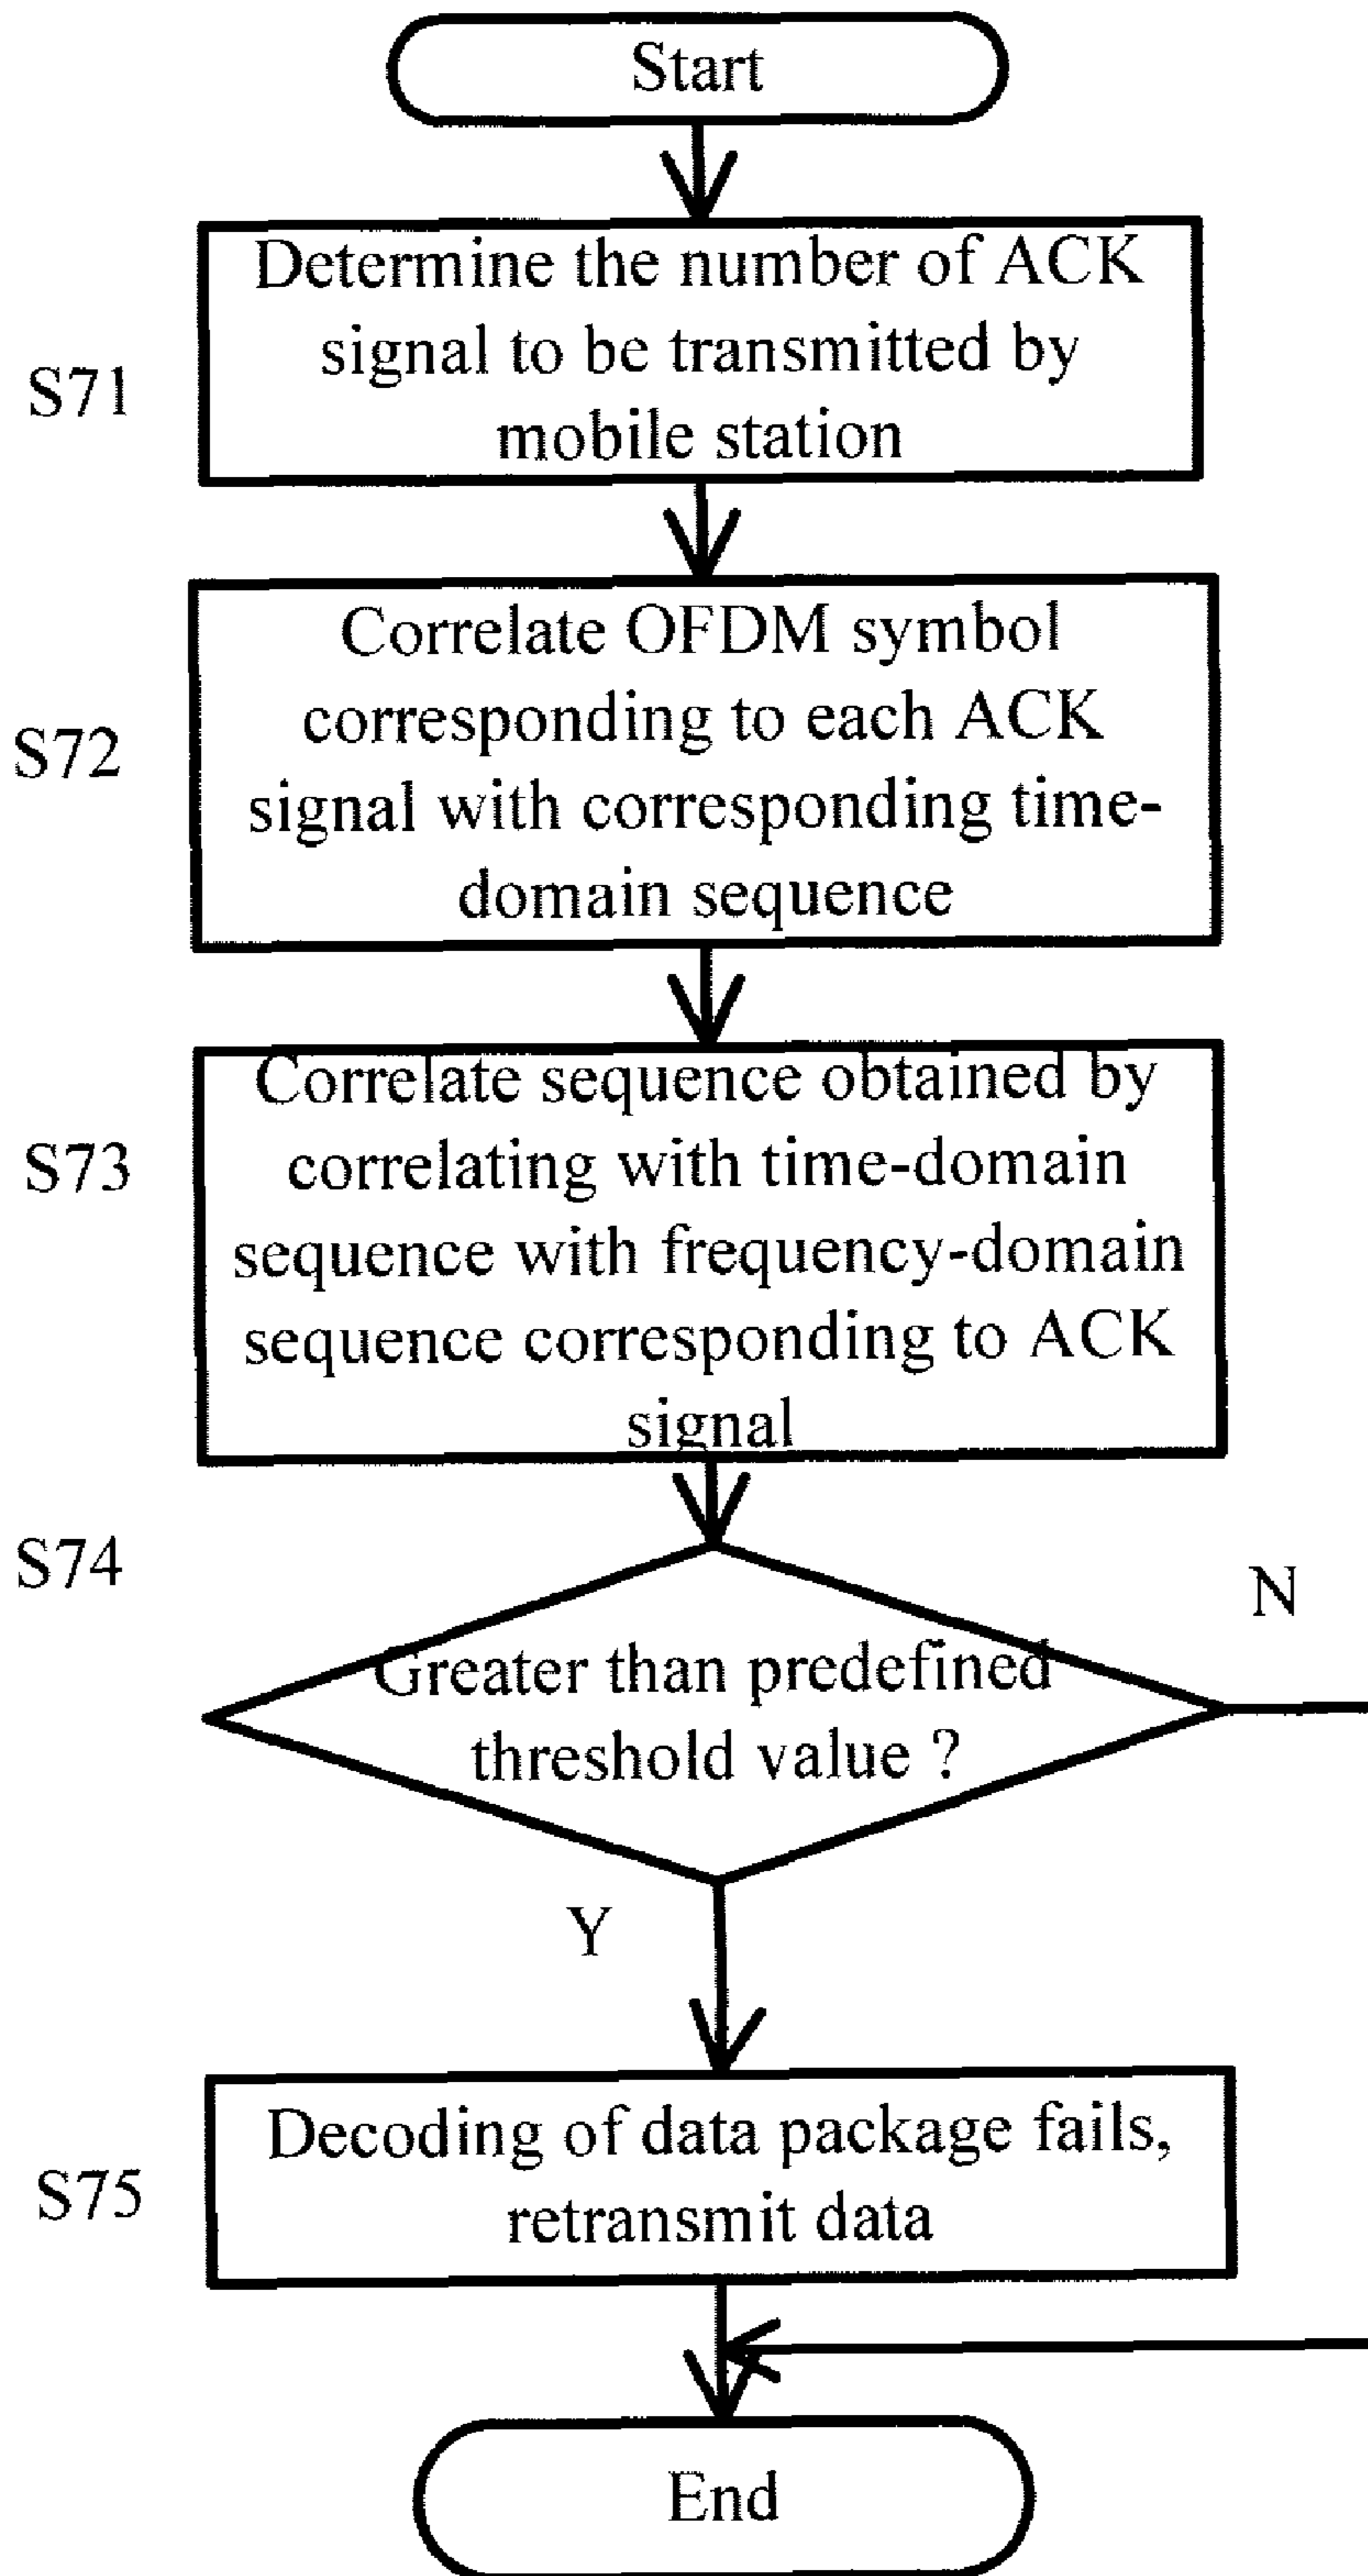 Start
Determine the number of ACK
signal to be transmitted by
mobile station
S71
Correlate OFDM symbol
corresponding to each ACK
signal with corresponding time-
domain sequence
S72
Correlate sequence obtained by
correlating with time-domain
sequence with frequency-domain
sequence corresponding to ACK
signal
S73
S74
N
Greater than predefined
threshold value ?
Y
Decoding of data package fails,
retransmit data
S75
End